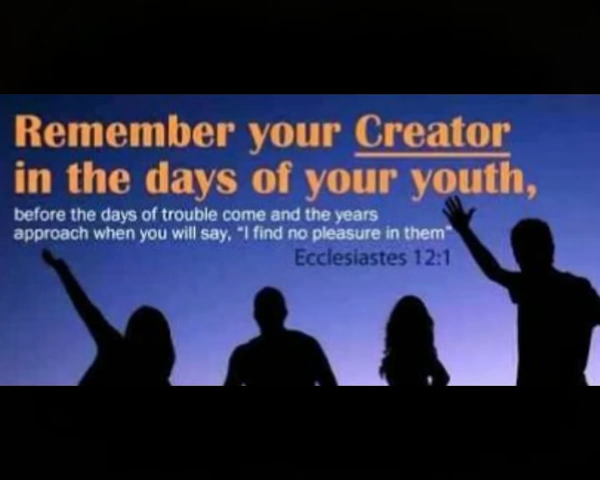 Remember your Creator
in the days of your youth,
before the days of trouble come and the years
approach when you will say, "I find no pleasure in them"
Ecclesiastes 12:1